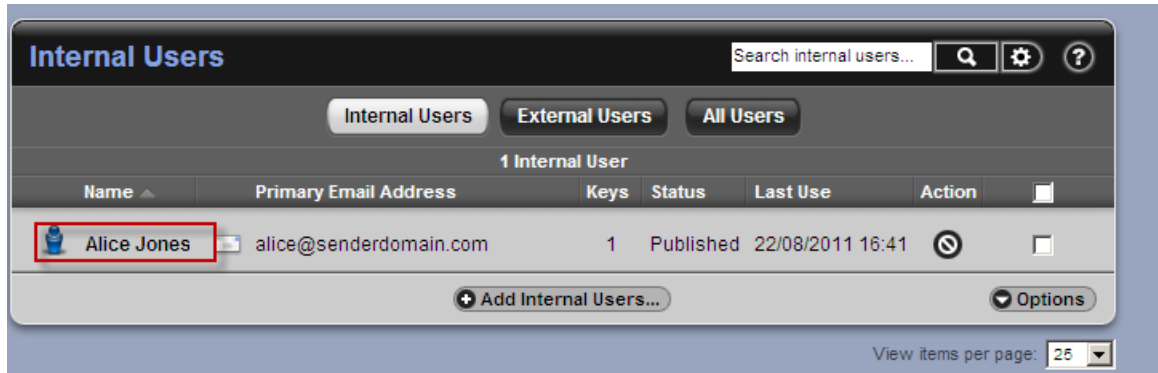 Internal Users
Search internal users...
Internal Users External Users All Users
1 Internal User
Name Primary Email Address Keys Status Last Use Action
Alice Jones alice@senderdomain.com 1 Published 22/08/2011 16:41
Add Internal Users... Options
View items per page: 25